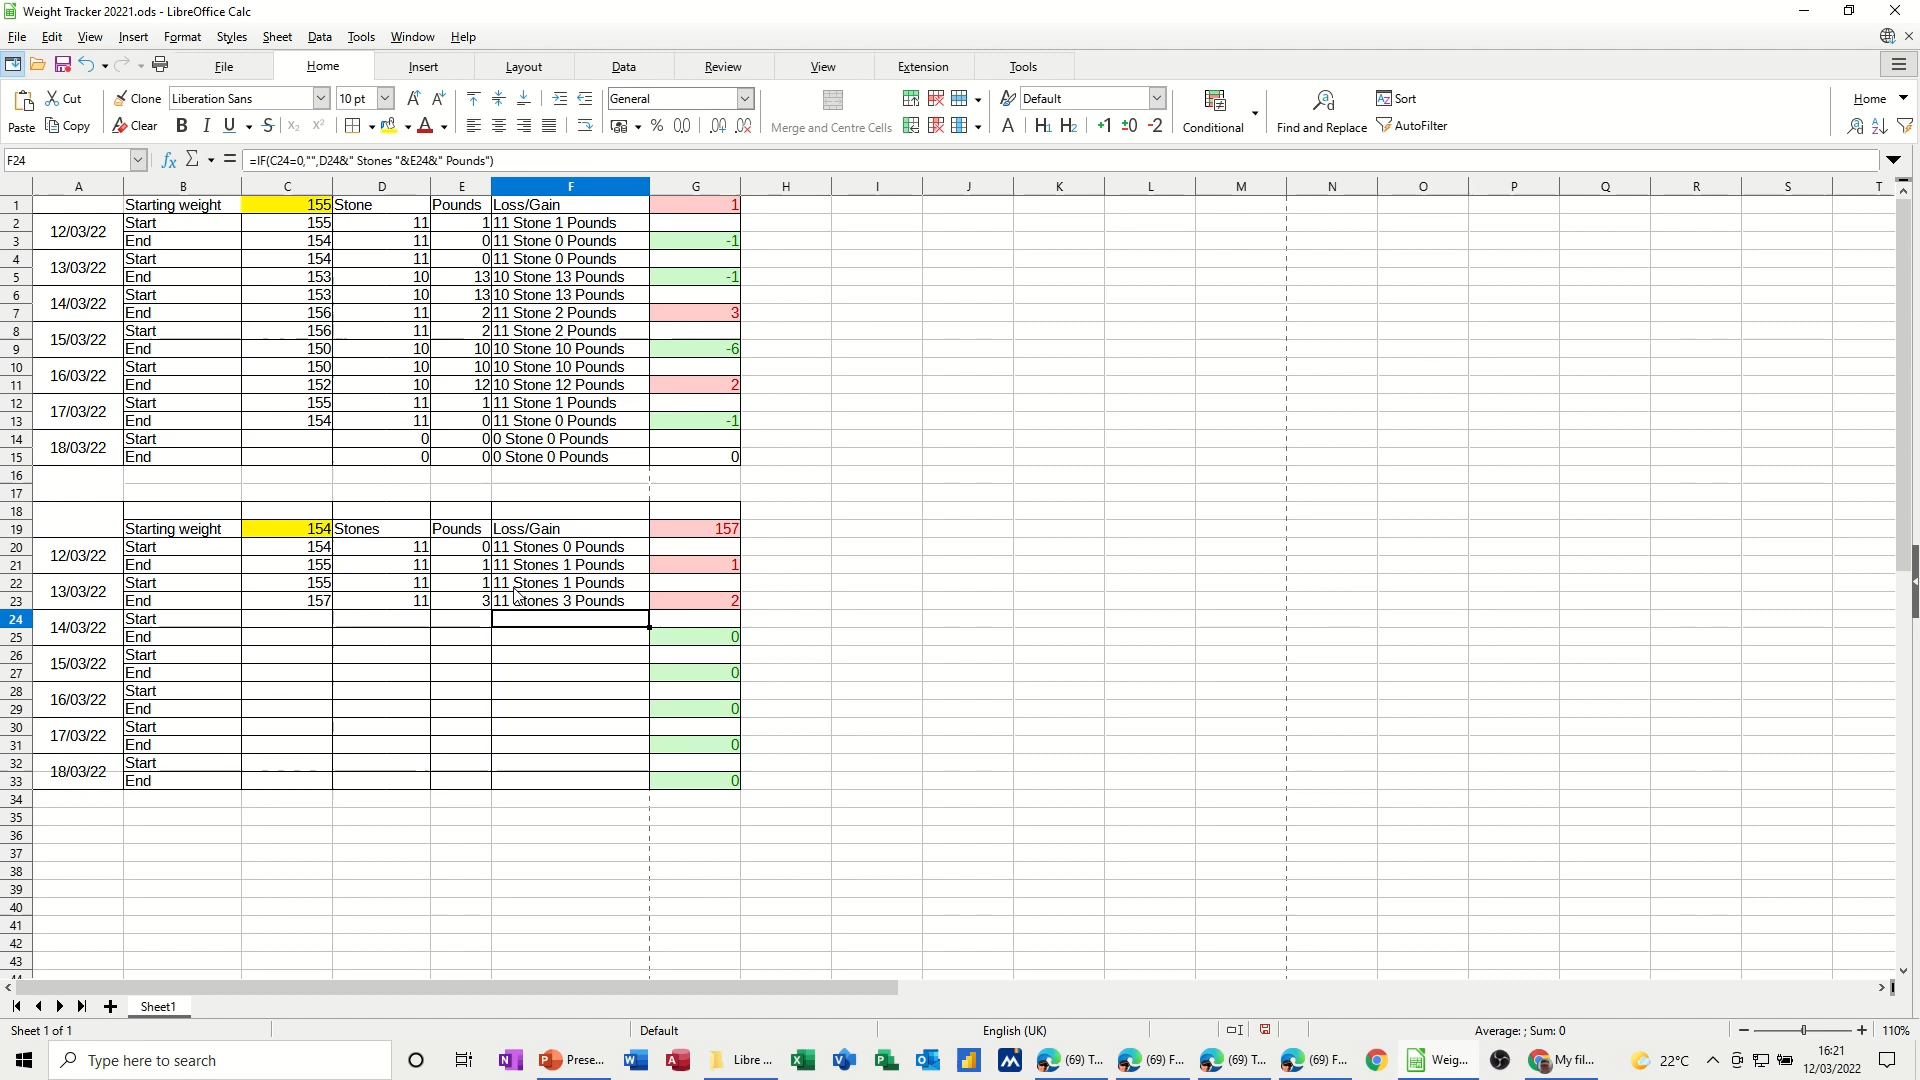 Weight Tracker 20221.ods - LibreOffice Calc
File Edit View Insert Format Styles Sheet Data Tools Window Help
File Home Insert Layout Data Review View Extension Tools
Cut Clone Liberation Sans 10 pt General Default Sort Home
Paste Copy Clear Merge and Centre Cells Conditional Find and Replace AutoFilter
F24 =IF(C24=0,"",D24&" Stones "&E24&" Pounds")
A B C D E F G H I J K L M N O P Q R S T
1 Starting weight 155 Stone Pounds Loss/Gain 1
2 12/03/22 Start 155 11 1 11 Stone 1 Pounds
3 End 154 11 0 11 Stone 0 Pounds -1
4 13/03/22 Start 154 11 0 11 Stone 0 Pounds
5 End 153 10 13 10 Stone 13 Pounds -1
6 14/03/22 Start 153 10 13 10 Stone 13 Pounds
7 End 156 11 2 11 Stone 2 Pounds 3
8 15/03/22 Start 156 11 2 11 Stone 2 Pounds
9 End 150 10 10 10 Stone 10 Pounds -6
10 16/03/22 Start 150 10 10 10 Stone 10 Pounds
11 End 152 10 12 10 Stone 12 Pounds 2
12 17/03/22 Start 155 11 1 11 Stone 1 Pounds
13 End 154 11 0 11 Stone 0 Pounds -1
14 18/03/22 Start 0 0 0 Stone 0 Pounds
15 End 0 0 0 Stone 0 Pounds 0
16
17
18
19 Starting weight 154 Stones Pounds Loss/Gain 157
20 12/03/22 Start 154 11 0 11 Stones 0 Pounds
21 End 155 11 1 11 Stones 1 Pounds 1
22 13/03/22 Start 155 11 1 11 Stones 1 Pounds
23 End 157 11 3 11 Stones 3 Pounds 2
24 14/03/22 Start
25 End 0
26 15/03/22 Start
27 End 0
28 16/03/22 Start
29 End 0
30 17/03/22 Start
31 End 0
32 18/03/22 Start
33 End 0
34
35
36
37
38
39
40
41
42
43
44
Sheet1
Sheet 1 of 1 Default English (UK) Average: ; Sum: 0 110%
Type here to search Prese... Libre ... (69) T... (69) F... (69) T... (69) F... Weig... My fil... 22°C 16:21
12/03/2022